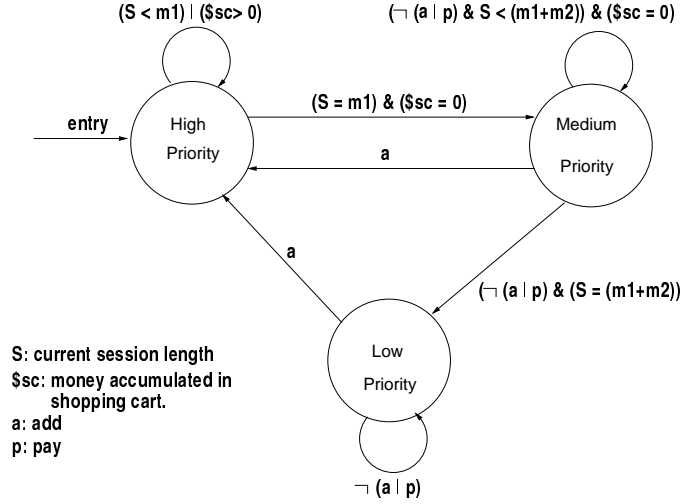 (S < m1) | ($sc> 0)
(¬ (a | p) & S < (m1+m2)) & ($sc = 0)
entry
High
Priority
(S = m1) & ($sc = 0)
Medium
Priority
a
a
(¬ (a | p) & (S = (m1+m2))
Low
Priority
S: current session length
$sc: money accumulated in
shopping cart.
a: add
p: pay
¬ (a | p)